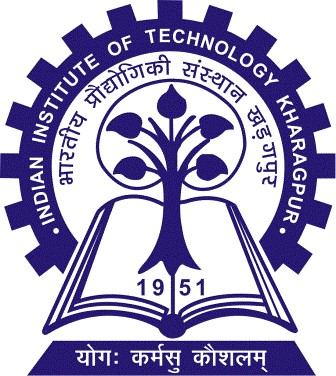 • INDIAN INSTITUTE OF TECHNOLOGY KHARAGPUR •
भारतीय प्रौद्योगिकी संस्थान खड़गपुर
1951
योगः कर्मसु कौशलम्